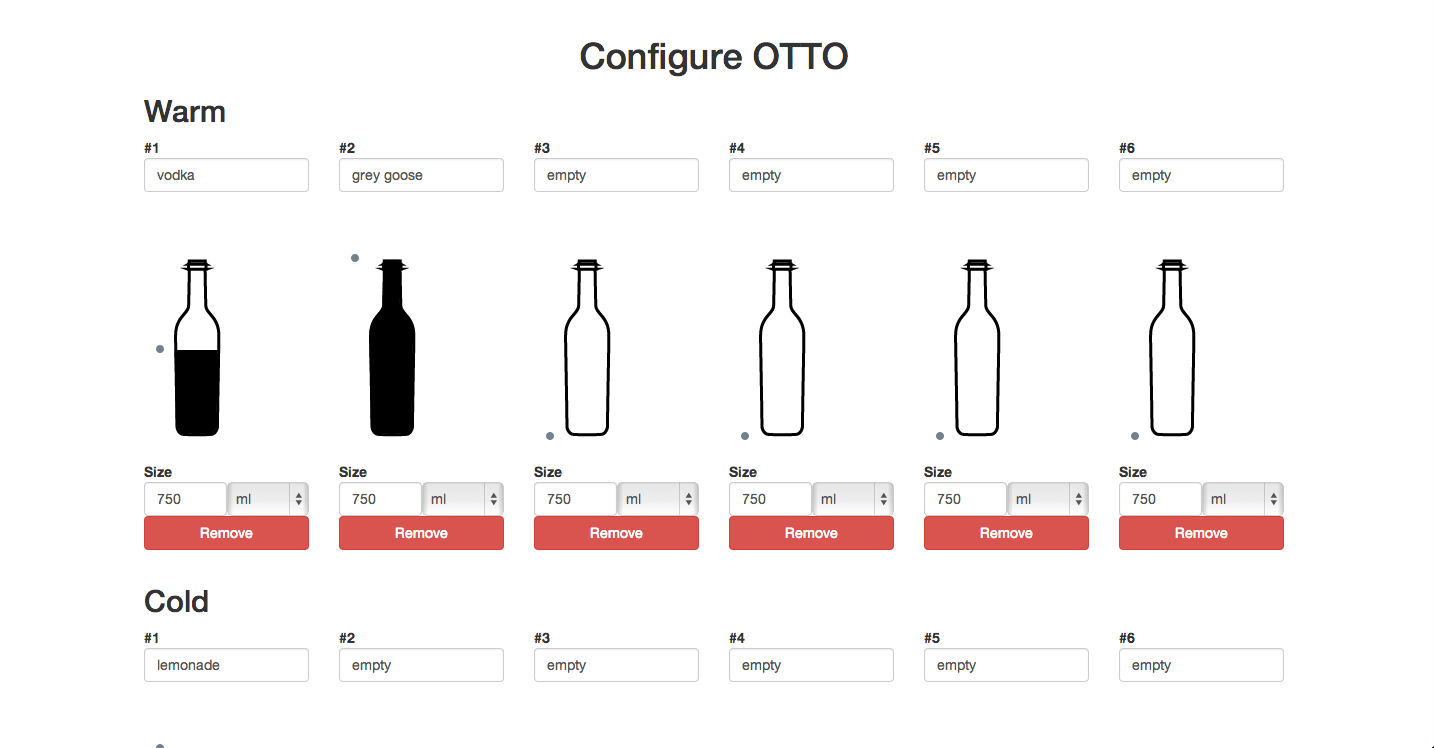 Configure OTTO
Warm
#1 #2 #3 #4 #5 #6
vodka grey goose empty empty empty empty
Size Size Size Size Size Size
750 ml 750 ml 750 ml 750 ml 750 ml 750 ml
Remove Remove Remove Remove Remove Remove
Cold
#1 #2 #3 #4 #5 #6
lemonade empty empty empty empty empty